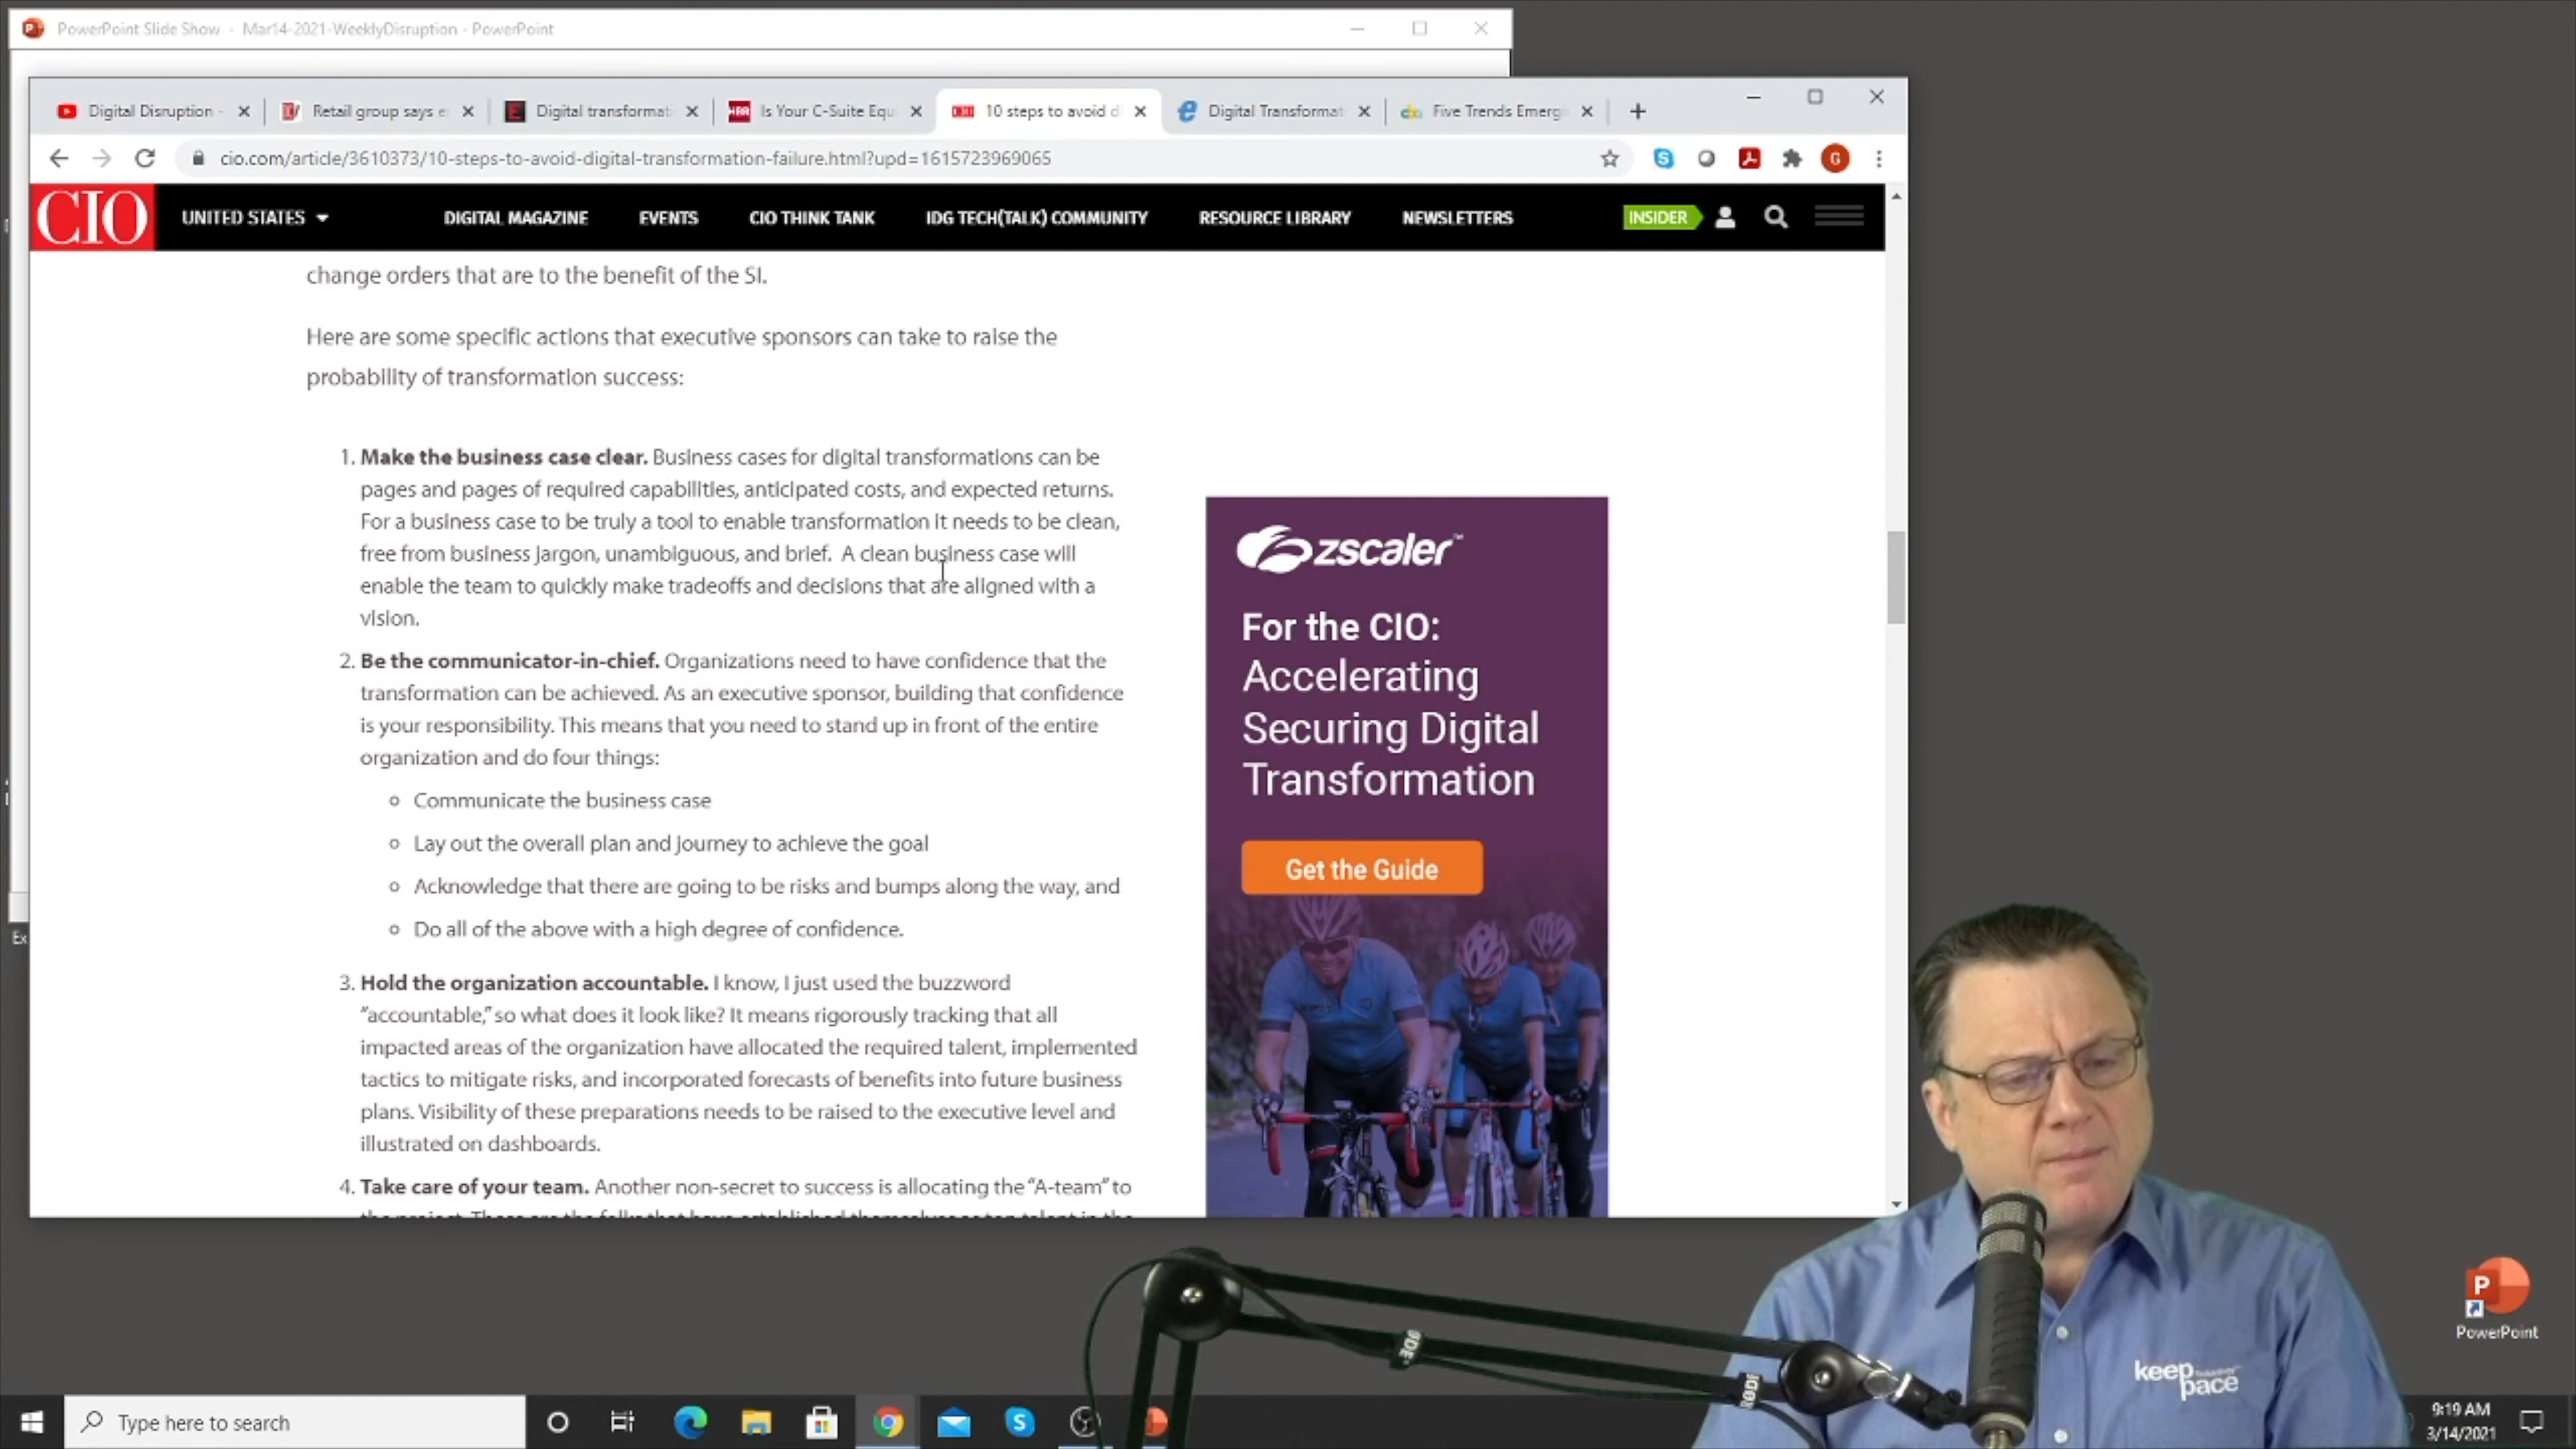 PowerPoint Slide Show - Mar14-2021-WeeklyDisruption - PowerPoint
Digital Disruption -
Retail group says e
Digital transformat
HBR
Is Your C-Suite Equ
CIO
10 steps to avoid d
Digital Transformat
Five Trends Emergi
cio.com/article/3610373/10-steps-to-avoid-digital-transformation-failure.html?upd=1615723969065
G
CIO
UNITED STATES
DIGITAL MAGAZINE
EVENTS
CIO THINK TANK
IDG TECH(TALK) COMMUNITY
RESOURCE LIBRARY
NEWSLETTERS
INSIDER
change orders that are to the benefit of the SI.
Here are some specific actions that executive sponsors can take to raise the
probability of transformation success:
1. Make the business case clear. Business cases for digital transformations can be
pages and pages of required capabilities, anticipated costs, and expected returns.
For a business case to be truly a tool to enable transformation it needs to be clean,
free from business jargon, unambiguous, and brief. A clean business case will
enable the team to quickly make tradeoffs and decisions that are aligned with a
vision.
2. Be the communicator-in-chief. Organizations need to have confidence that the
transformation can be achieved. As an executive sponsor, building that confidence
is your responsibility. This means that you need to stand up in front of the entire
organization and do four things:
Communicate the business case
Lay out the overall plan and journey to achieve the goal
Acknowledge that there are going to be risks and bumps along the way, and
Do all of the above with a high degree of confidence.
3. Hold the organization accountable. I know, I just used the buzzword
"accountable," so what does it look like? It means rigorously tracking that all
impacted areas of the organization have allocated the required talent, implemented
tactics to mitigate risks, and incorporated forecasts of benefits into future business
plans. Visibility of these preparations needs to be raised to the executive level and
illustrated on dashboards.
4. Take care of your team. Another non-secret to success is allocating the "A-team" to
zscaler™
For the CIO:
Accelerating
Securing Digital
Transformation
Get the Guide
Ex
PowerPoint
keep
pace
RODE
Type here to search
9:19 AM
3/14/2021